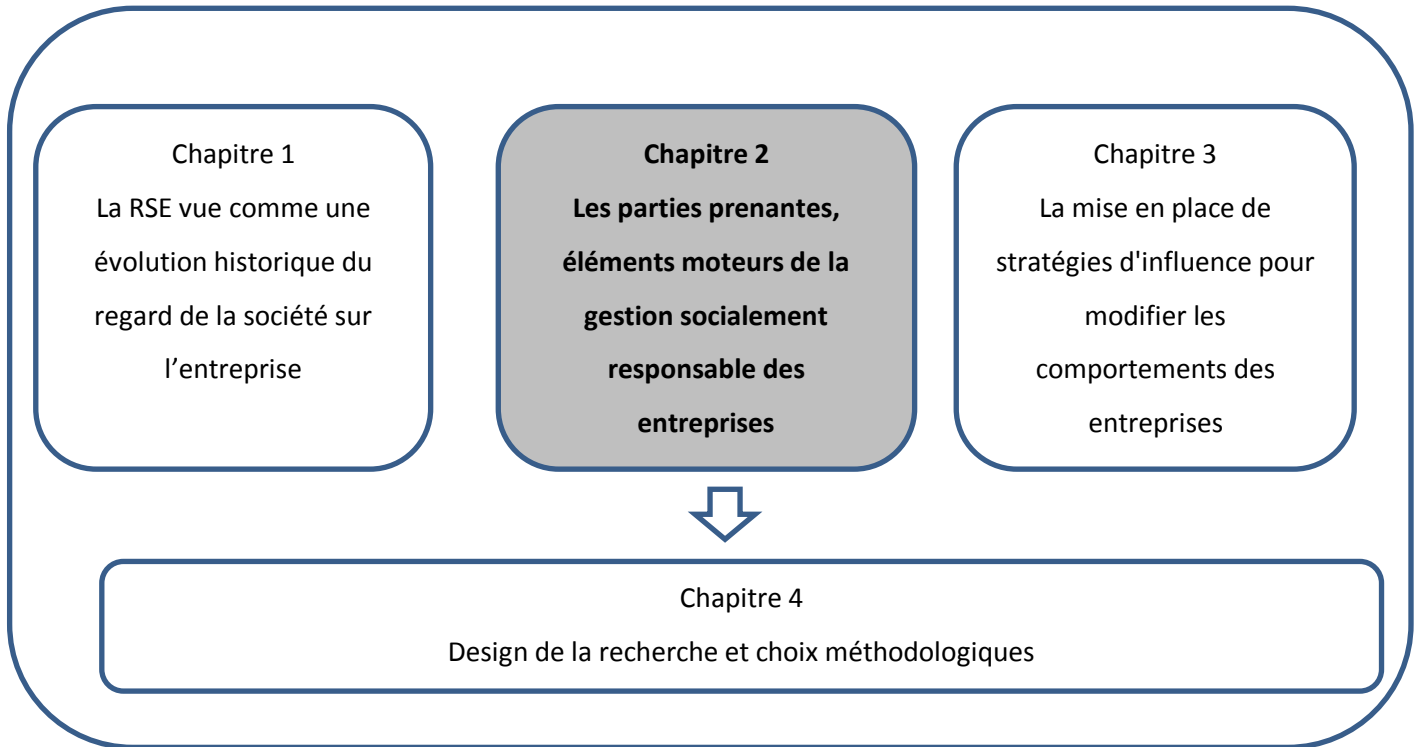 Chapitre 1
La RSE vue comme une
évolution historique du
regard de la société sur
l’entreprise
Chapitre 2
Les parties prenantes,
éléments moteurs de la
gestion socialement
responsable des
entreprises
Chapitre 3
La mise en place de
stratégies d'influence pour
modifier les
comportements des
entreprises
Chapitre 4
Design de la recherche et choix méthodologiques